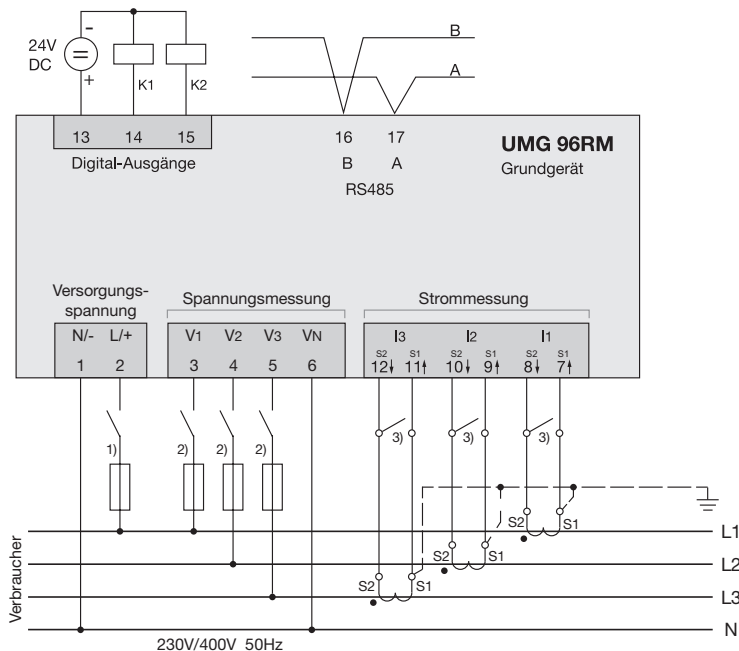 24V
DC
-
=
+
K1
K2
B
A
13 14 15
Digital-Ausgänge
16 17
B A
RS485
UMG 96RM
Grundgerät
Versorgungs-
spannung
Spannungsmessung
Strommessung
N/- L/+
V1 V2 V3 VN
I3 I2 I1
S2 S1 S2 S1 S2 S1
1 2
3 4 5 6
12 11 10 9 8 7
1) 2) 2) 2)
3) 3) 3)
S2 S1
S2 S1
S2 S1
L1
L2
L3
N
Verbraucher
230V/400V 50Hz